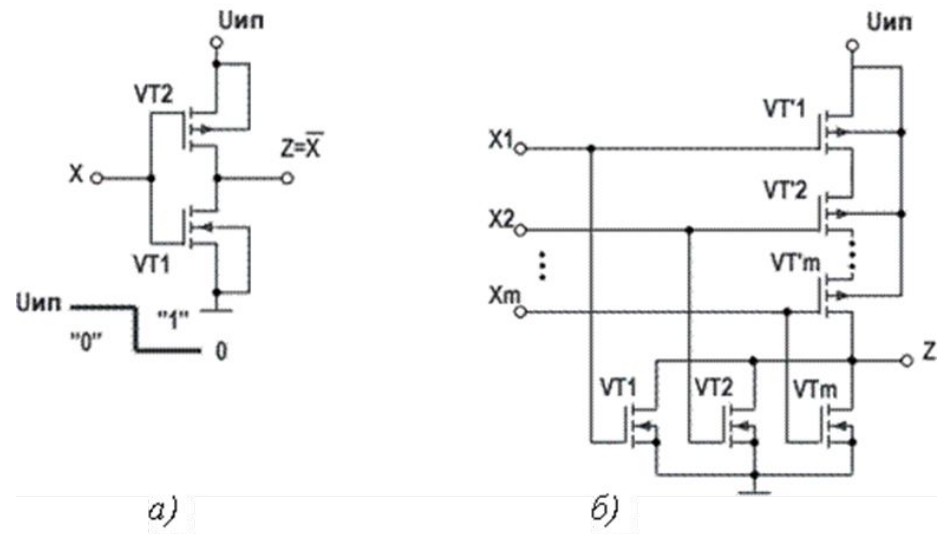 Uип
VT2
X
Z=X̅
VT1
Uип
"0"
"1"
0
а)
Uип
VT'1
X1
VT'2
X2
VT'm
Xm
Z
VT1
VT2
VTm
б)